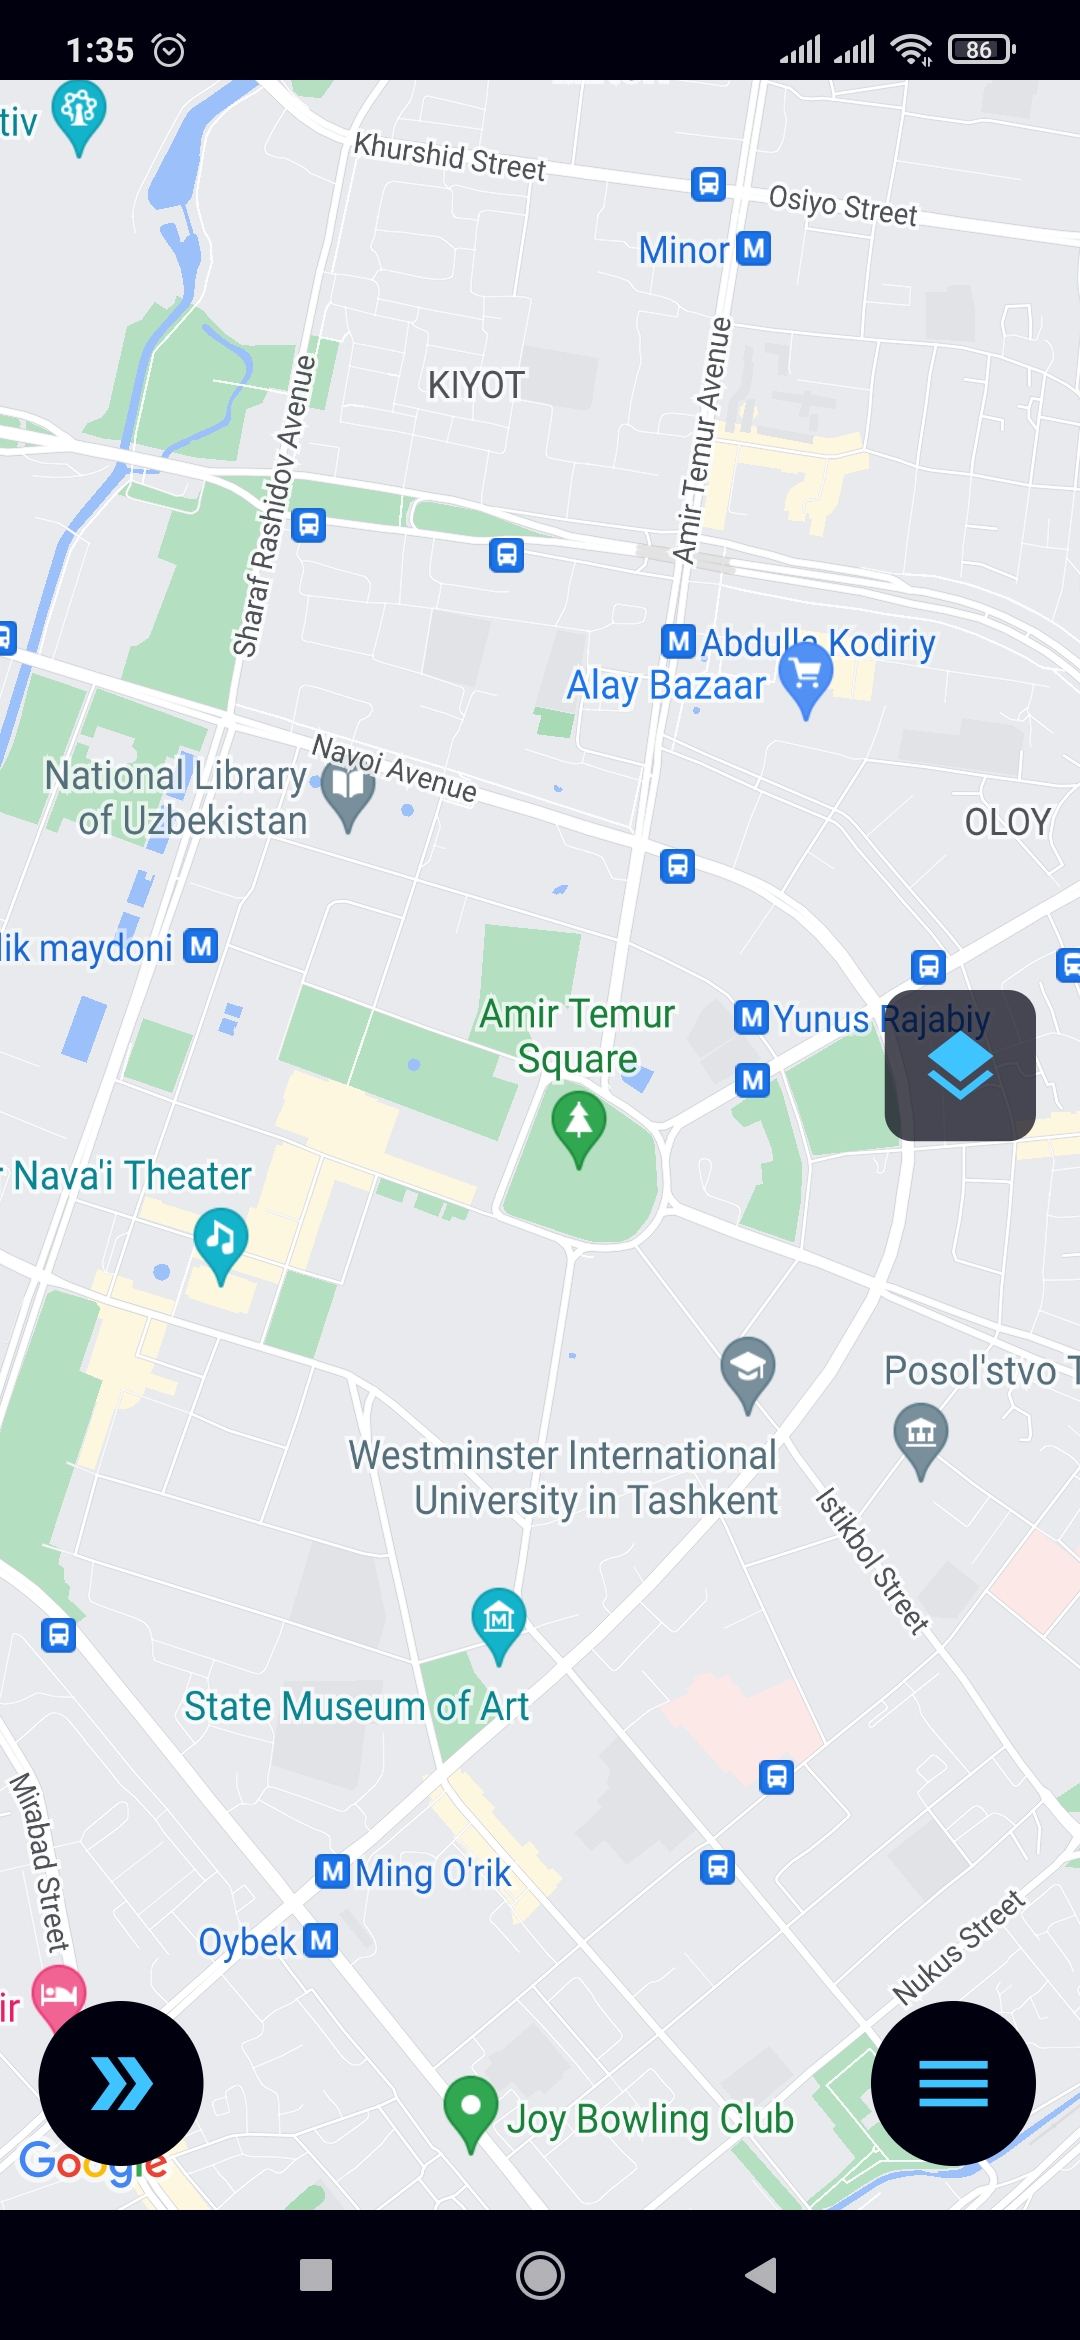 1:35
86
tiv
Khurshid Street
Osiyo Street
Minor M
KIYOT
Amir Temur Avenue
Sharaf Rashidov Avenue
M Abdulla Kodiriy
Alay Bazaar
Navoi Avenue
National Library
of Uzbekistan
OLOY
lik maydoni M
Amir Temur
Square
M Yunus Rajabiy
M
r Nava'i Theater
Posol'stvo T
Westminster International
University in Tashkent
Istikbol Street
M
State Museum of Art
Mirabad Street
M Ming O'rik
Oybek M
Nukus Street
ir
Joy Bowling Club
Google